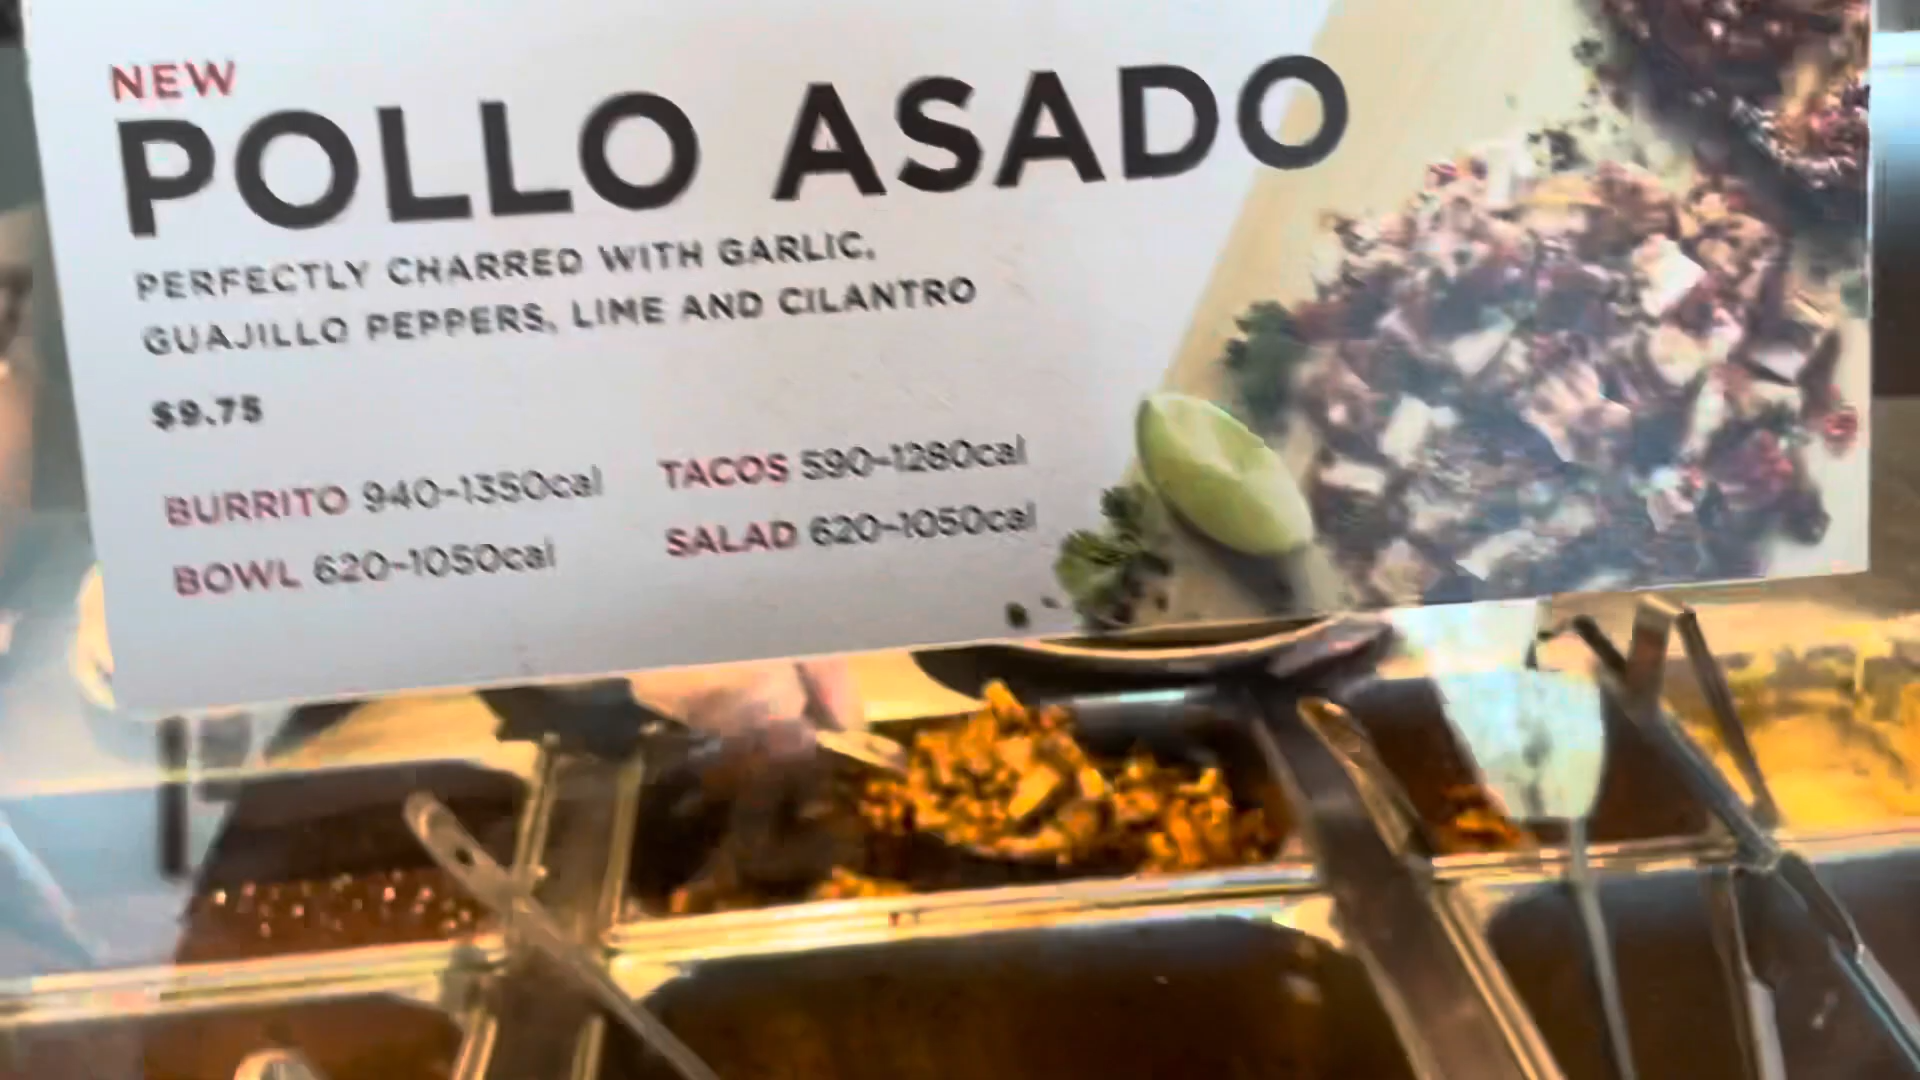 NEW
POLLO ASADO
PERFECTLY CHARRED WITH GARLIC,
GUAJILLO PEPPERS, LIME AND CILANTRO
$9.75
BURRITO 940-1350cal
TACOS 590-1280cal
BOWL 620-1050cal
SALAD 620-1050cal